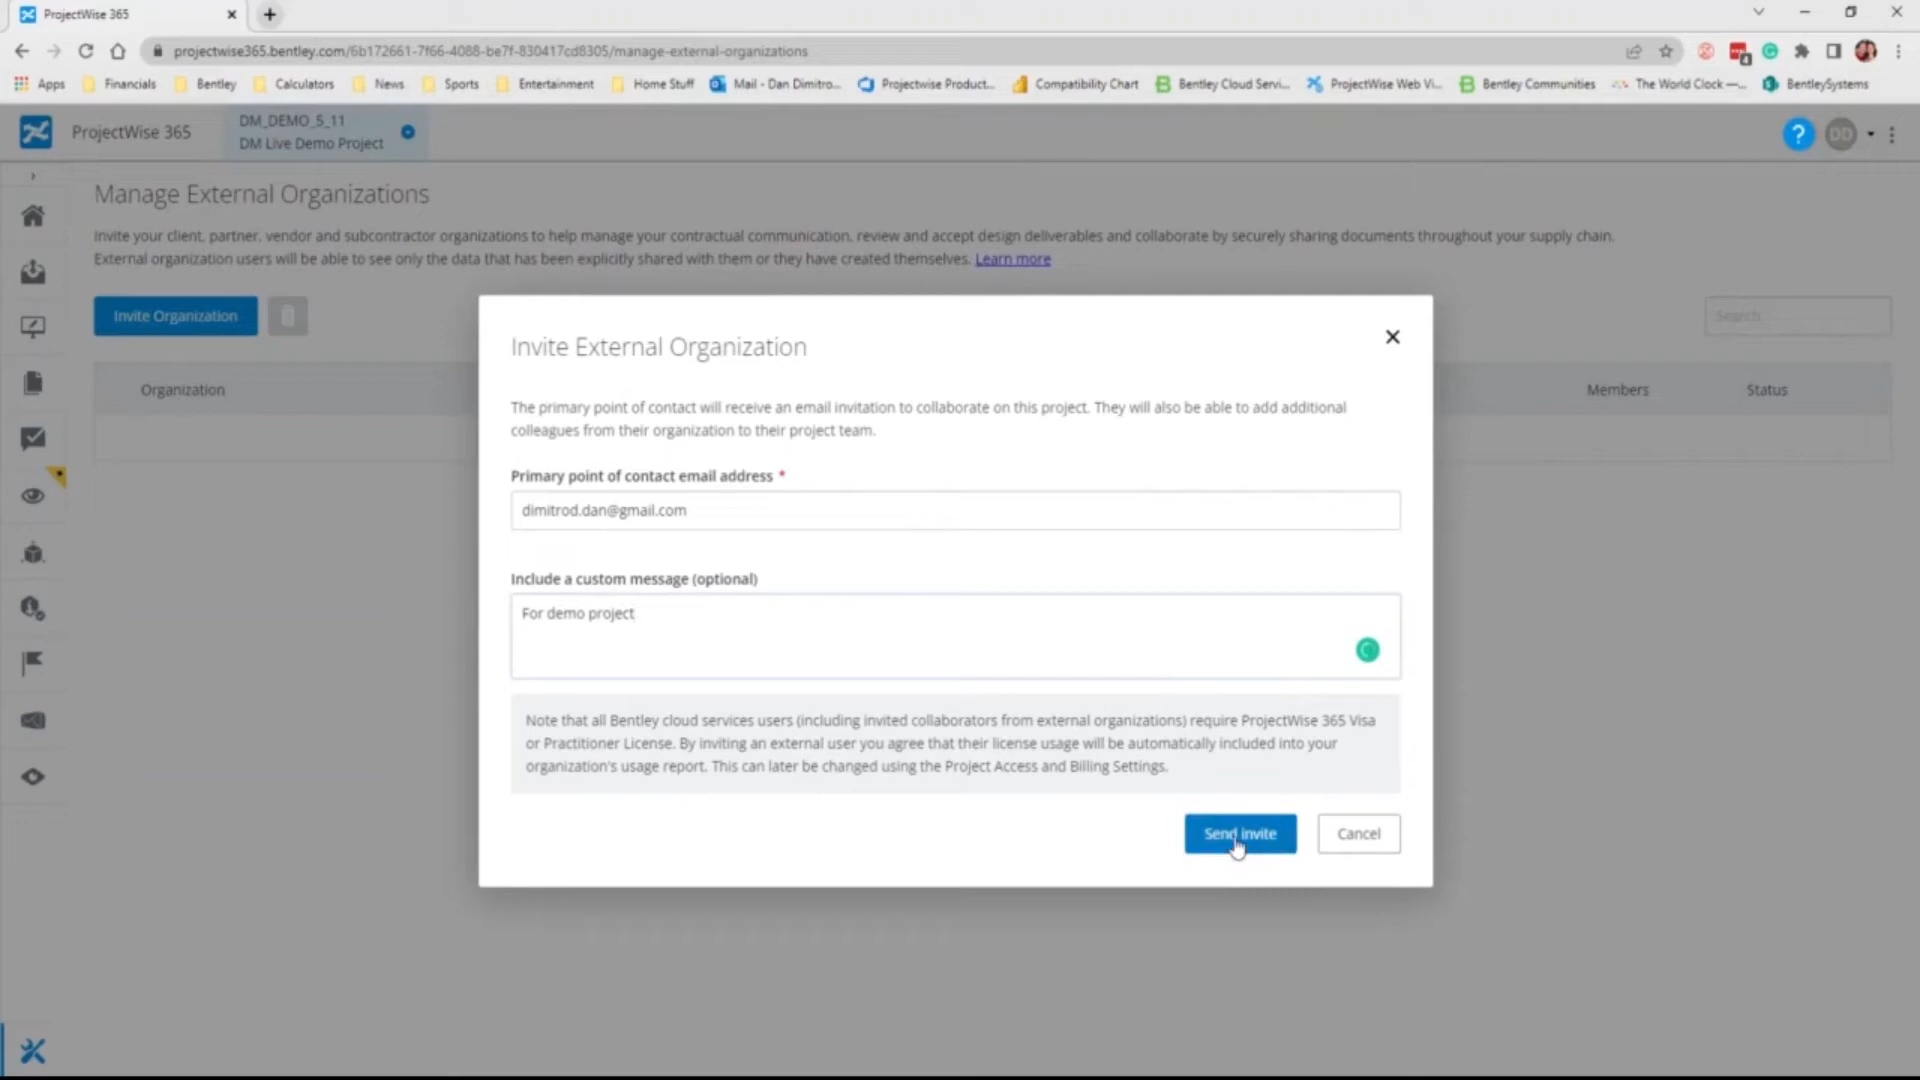 ProjectWise 365
projectwise365.bentley.com/6b172661-7f66-4088-be7f-830417cd8305/manage-external-organizations
Apps Financials Bentley Calculators News Sports Entertainment Home Stuff Mail - Dan Dimitro... Projectwise Product... Compatibility Chart Bentley Cloud Servi... ProjectWise Web Vi... Bentley Communities The World Clock —... BentleySystems
ProjectWise 365
DM_DEMO_5_11
DM Live Demo Project
? DD
Manage External Organizations
Invite your client, partner, vendor and subcontractor organizations to help manage your contractual communication, review and accept design deliverables and collaborate by securely sharing documents throughout your supply chain.
External organization users will be able to see only the data that has been explicitly shared with them or they have created themselves. Learn more
Invite Organization
Search...
Organization Members Status
Invite External Organization
The primary point of contact will receive an email invitation to collaborate on this project. They will also be able to add additional
colleagues from their organization to their project team.
Primary point of contact email address *
dimitrod.dan@gmail.com
Include a custom message (optional)
For demo project
Note that all Bentley cloud services users (including invited collaborators from external organizations) require ProjectWise 365 Visa
or Practitioner License. By inviting an external user you agree that their license usage will be automatically included into your
organization's usage report. This can later be changed using the Project Access and Billing Settings.
Send invite
Cancel